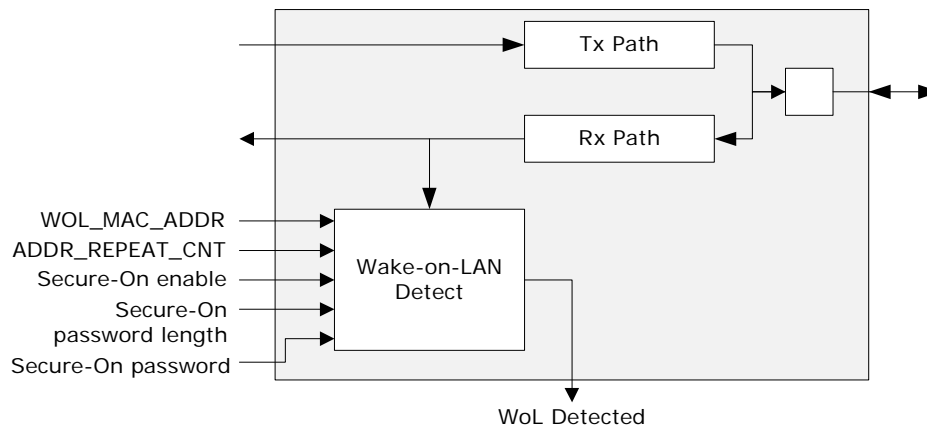 Tx Path
Rx Path
WOL_MAC_ADDR
ADDR_REPEAT_CNT
Secure-On enable
Secure-On
password length
Secure-On password
Wake-on-LAN
Detect
WoL Detected